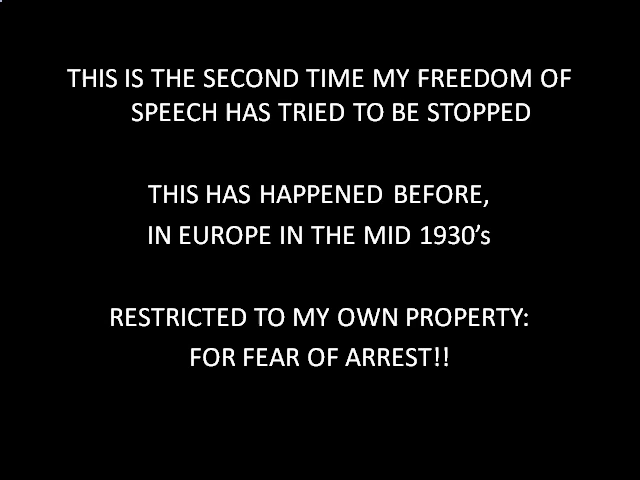 THIS IS THE SECOND TIME MY FREEDOM OF
SPEECH HAS TRIED TO BE STOPPED
THIS HAS HAPPENED BEFORE,
IN EUROPE IN THE MID 1930's
RESTRICTED TO MY OWN PROPERTY:
FOR FEAR OF ARREST!!